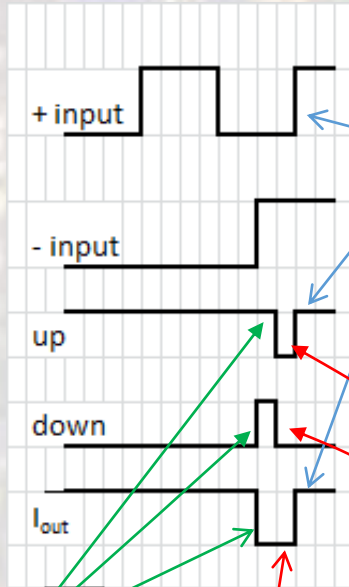 + input
- input
up
down
Iout